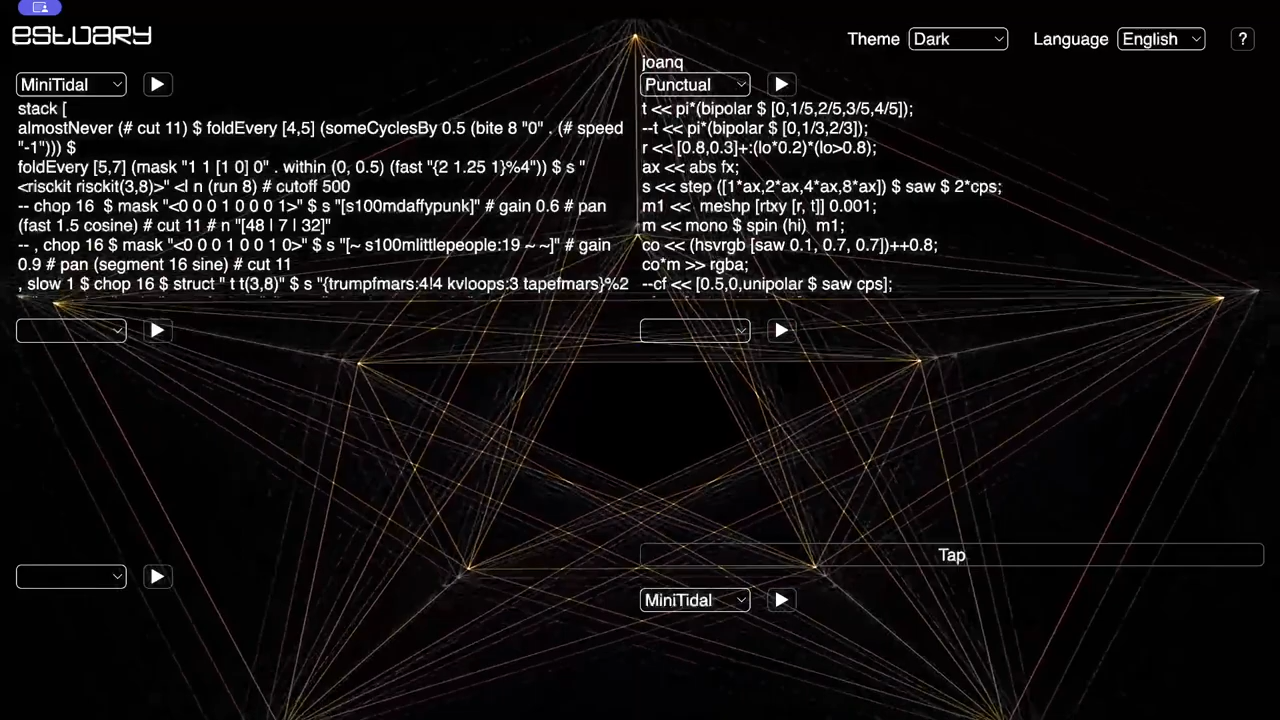 estuary
Theme Dark Language English ?
MiniTidal
stack [
almostNever (# cut 11) $ foldEvery [4,5] (someCyclesBy 0.5 (bite 8 "0" . (# speed
"-1"))) $
foldEvery [5,7] (mask "1 1 [1 0] 0" . within (0, 0.5) (fast "{2 1.25 1}%4")) $ s "
<risckit risckit(3,8)>" <| n (run 8) # cutoff 500
-- chop 16  $ mask "<0 0 0 1 0 0 0 1>" $ s "[s100mdaffypunk]" # gain 0.6 # pan
(fast 1.5 cosine) # cut 11 # n "[48 | 7 | 32]"
-- , chop 16 $ mask "<0 0 0 1 0 0 1 0>" $ s "[~ s100mlittlepeople:19 ~ ~]" # gain
0.9 # pan (segment 16 sine) # cut 11
, slow 1 $ chop 16 $ struct " t t(3,8)" $ s "{trumpfmars:4!4 kvloops:3 tapefmars}%2
joanq
Punctual
t << pi*(bipolar $ [0,1/5,2/5,3/5,4/5]);
--t << pi*(bipolar $ [0,1/3,2/3]);
r << [0.8,0.3]+:(lo*0.2)*(lo>0.8);
ax << abs fx;
s << step ([1*ax,2*ax,4*ax,8*ax]) $ saw $ 2*cps;
m1 <<  meshp [rtxy [r, t]] 0.001;
m << mono $ spin (hi)  m1;
co << (hsvrgb [saw 0.1, 0.7, 0.7])++0.8;
co*m >> rgba;
--cf << [0.5,0,unipolar $ saw cps];
Tap
MiniTidal